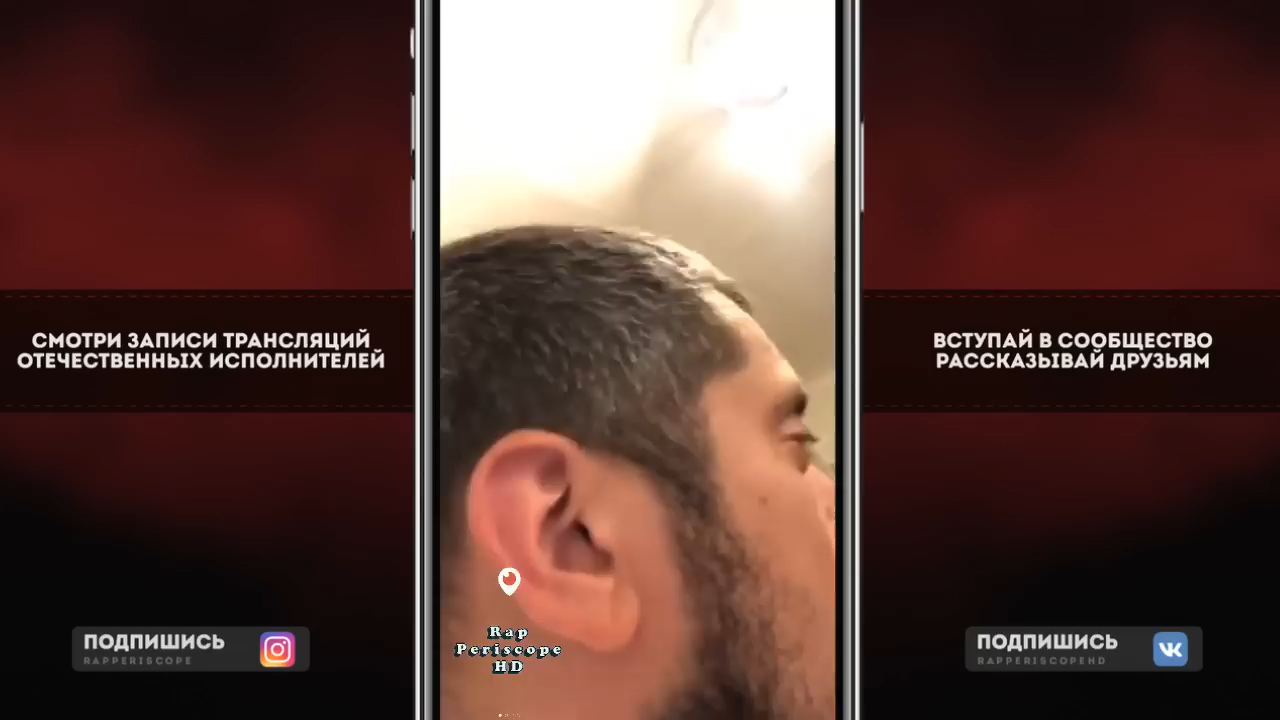 СМОТРИ ЗАПИСИ ТРАНСЛЯЦИЙ
ОТЕЧЕСТВЕННЫХ ИСПОЛНИТЕЛЕЙ
ПОДПИШИСЬ
RAPPERISCOPE
Rap
Periscope
HD
ВСТУПАЙ В СООБЩЕСТВО
РАССКАЗЫВАЙ ДРУЗЬЯМ
ПОДПИШИСЬ
RAPPERISCOPEHD